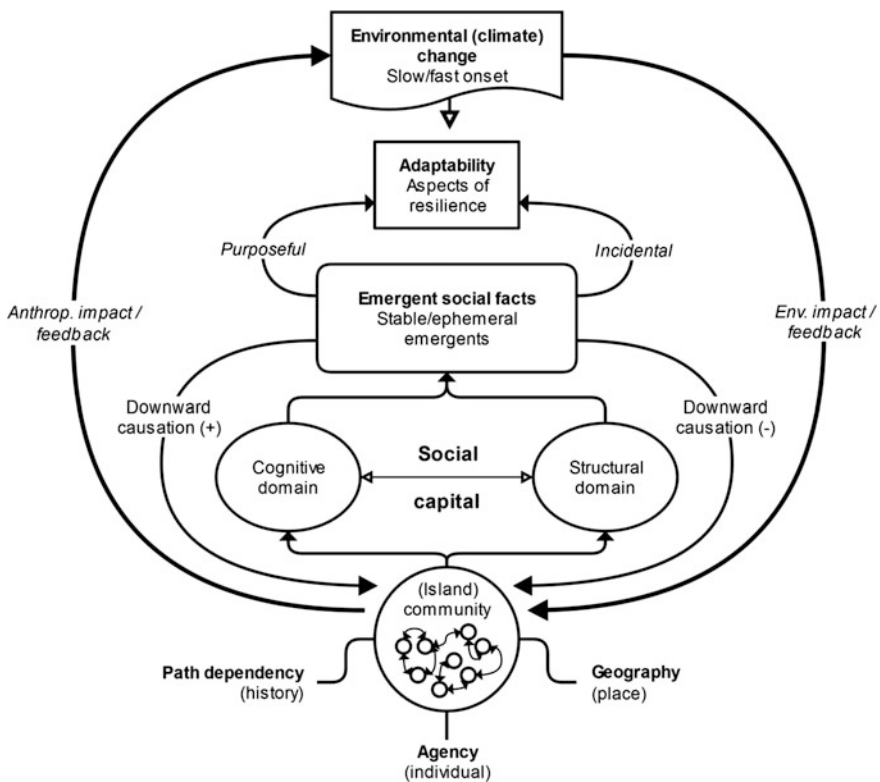 Environmental (climate)
change
Slow/fast onset
Adaptability
Aspects of
resilience
Purposeful
Incidental
Emergent social facts
Stable/ephemeral
emergents
Anthrop. impact /
feedback
Env. impact /
feedback
Downward
causation (+)
Downward
causation (-)
Cognitive
domain
Social
capital
Structural
domain
(Island)
community
Path dependency
(history)
Geography
(place)
Agency
(individual)